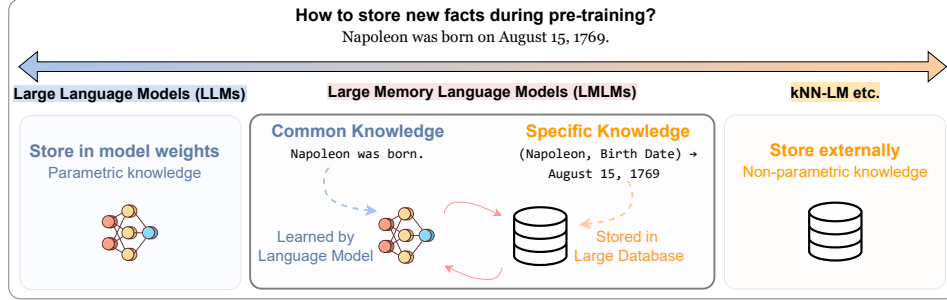 How to store new facts during pre-training?
Napoleon was born on August 15, 1769.
Large Language Models (LLMs)
Large Memory Language Models (LMLMs)
kNN-LM etc.
Store in model weights
Parametric knowledge
Common Knowledge
Napoleon was born.
Learned by
Language Model
Specific Knowledge
(Napoleon, Birth Date) →
August 15, 1769
Stored in
Large Database
Store externally
Non-parametric knowledge